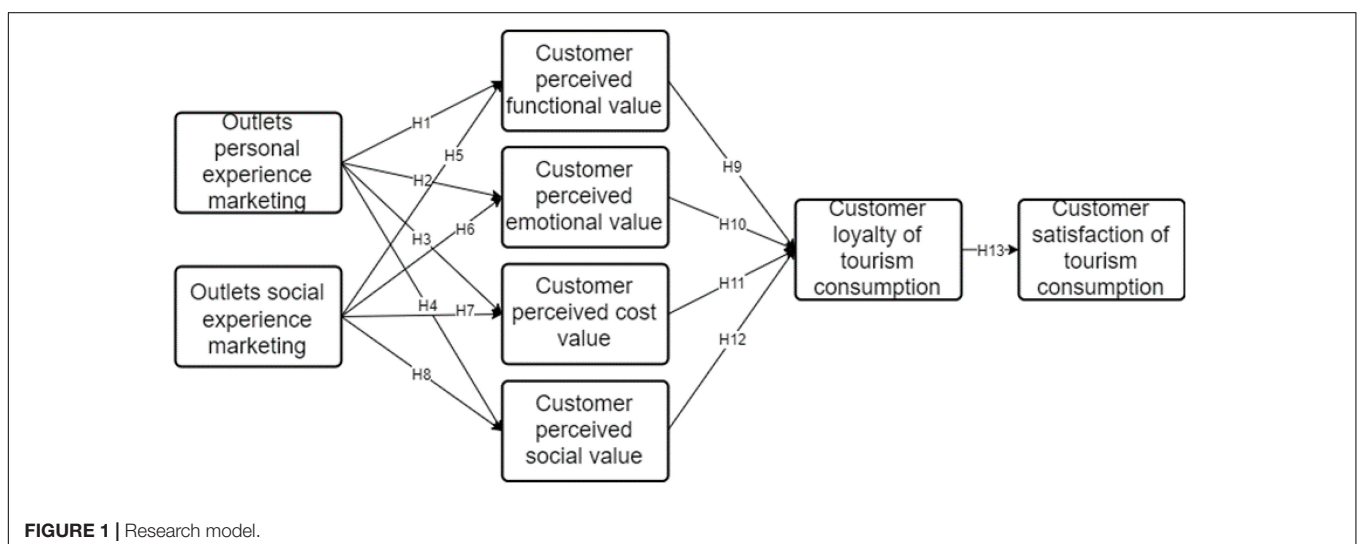 Outlets
personal
experience
marketing
Outlets social
experience
marketing
H1
H5
H2
H3
H6
H4
H7
H8
Customer
perceived
functional value
Customer
perceived
emotional value
Customer
perceived cost
value
Customer
perceived
social value
H9
H10
H11
H12
Customer
loyalty of
tourism
consumption
H13
Customer
satisfaction of
tourism
consumption
FIGURE 1 | Research model.